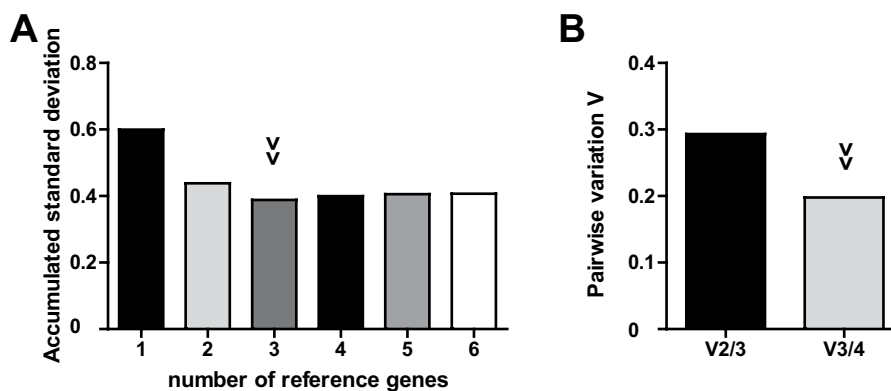 A
Accumulated standard deviation
0.8
0.6
0.4
0.2
0
1 2 3 4 5 6
number of reference genes
B
Pairwise variation V
0.4
0.3
0.2
0.1
0
V2/3 V3/4